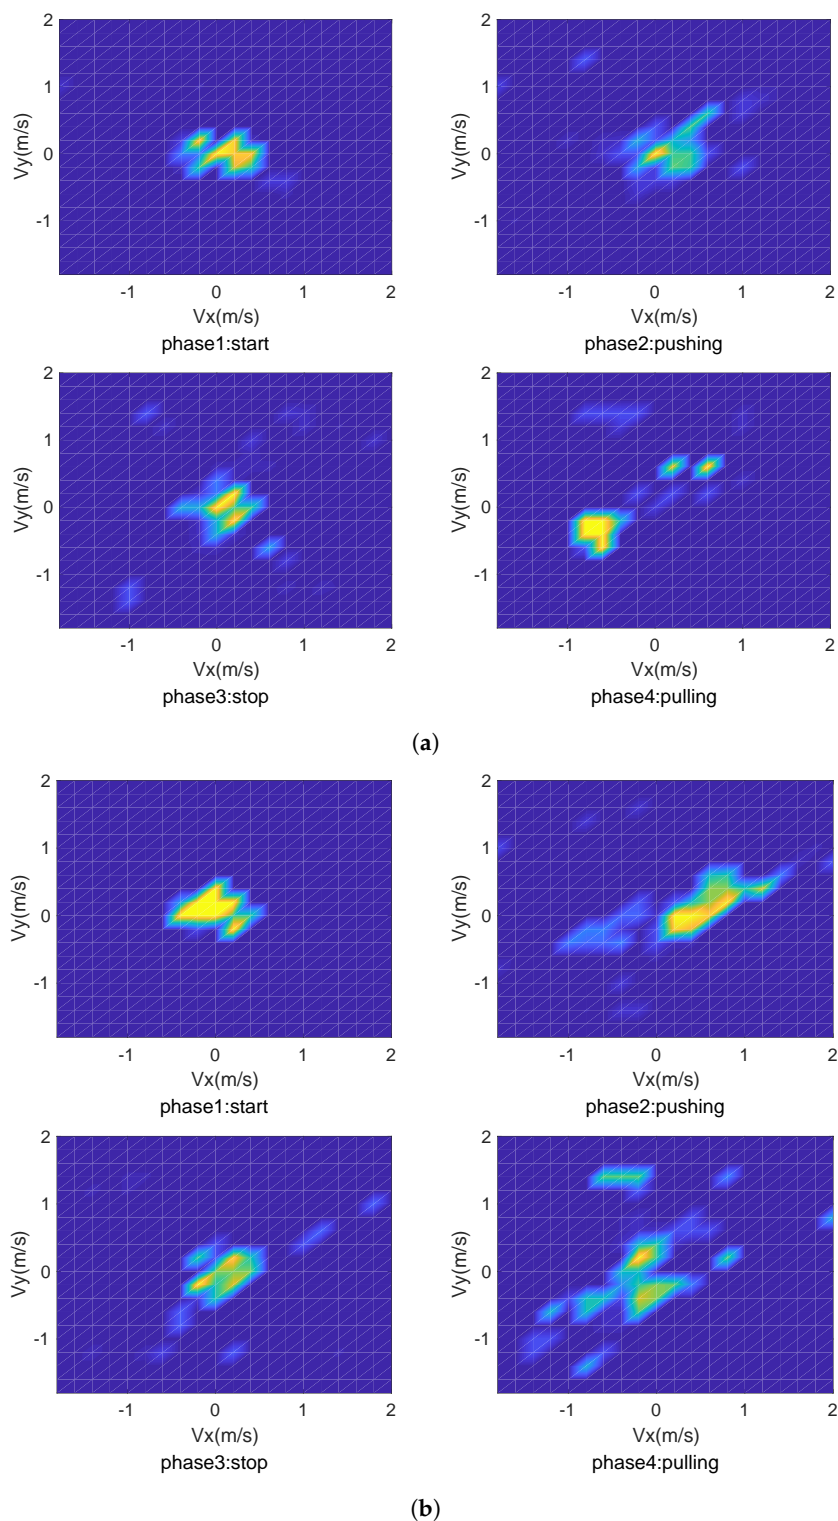 2
1
0
-1
Vy(m/s)
-1 0 1 2
Vx(m/s)
phase1:start
2
1
0
-1
Vy(m/s)
-1 0 1 2
Vx(m/s)
phase2:pushing
2
1
0
-1
Vy(m/s)
-1 0 1 2
Vx(m/s)
phase3:stop
2
1
0
-1
Vy(m/s)
-1 0 1 2
Vx(m/s)
phase4:pulling
(a)
2
1
0
-1
Vy(m/s)
-1 0 1 2
Vx(m/s)
phase1:start
2
1
0
-1
Vy(m/s)
-1 0 1 2
Vx(m/s)
phase2:pushing
2
1
0
-1
Vy(m/s)
-1 0 1 2
Vx(m/s)
phase3:stop
2
1
0
-1
Vy(m/s)
-1 0 1 2
Vx(m/s)
phase4:pulling
(b)